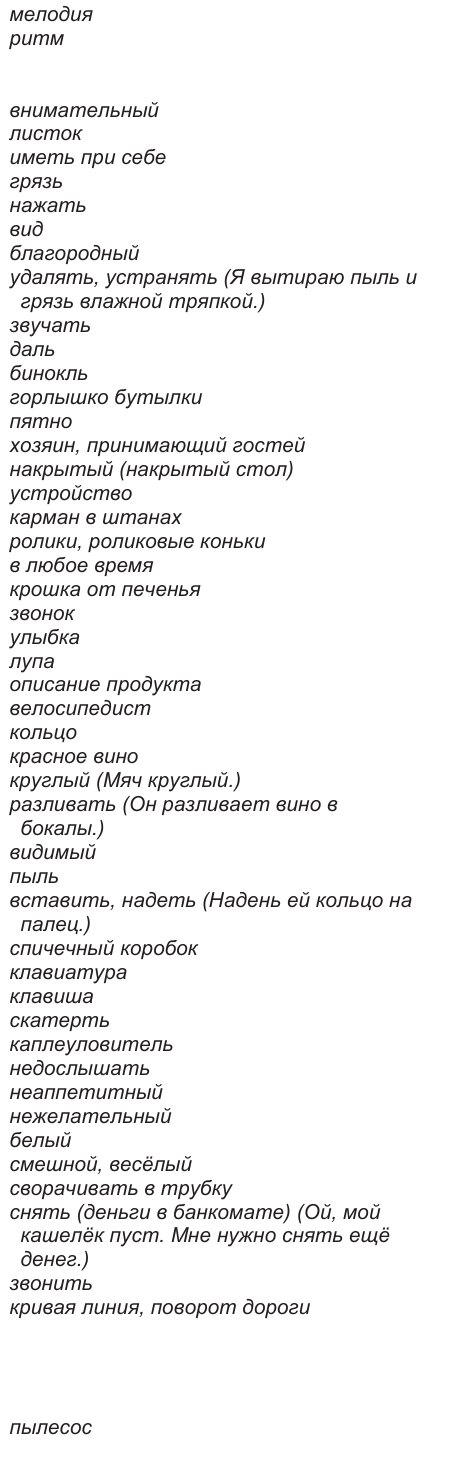 мелодия
ритм
внимательный
листок
иметь при себе
грязь
нажать
вид
благородный
удалять, устранять (Я вытираю пыль и
грязь влажной тряпкой.)
звучать
даль
бинокль
горлышко бутылки
пятно
хозяин, принимающий гостей
накрытый (накрытый стол)
устройство
карман в штанах
ролики, роликовые коньки
в любое время
крошка от печенья
звонок
улыбка
лупа
описание продукта
велосипедист
кольцо
красное вино
круглый (Мяч круглый.)
разливать (Он разливает вино в
бокалы.)
видимый
пыль
вставить, надеть (Надень ей кольцо на
палец.)
спичечный коробок
клавиатура
клавиша
скатерть
каплеуловитель
недослышать
неаппетитный
нежелательный
белый
смешной, весёлый
сворачивать в трубку
снять (деньги в банкомате) (Ой, мой
кошелёк пуст. Мне нужно снять ещё
денег.)
звонить
кривая линия, поворот дороги
пылесос